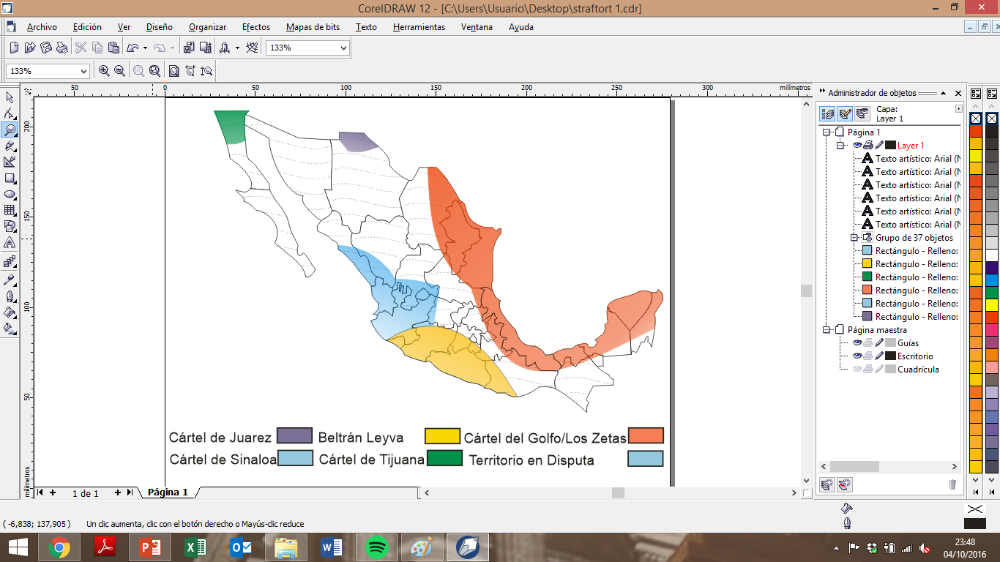 CorelDRAW 12 - [C:\Users\Usuario\Desktop\straftort 1.cdr]
Archivo Edición Ver Diseño Organizar Efectos Mapas de bits Texto Herramientas Ventana Ayuda
133%
133%
50 0 50 100 150 200 250 300 milímetros
200
150
100
50
milímetros
Administrador de objetos
Capa:
Layer 1
Página 1
Layer 1
Texto artístico: Arial (N
Texto artístico: Arial (N
Texto artístico: Arial (N
Texto artístico: Arial (N
Texto artístico: Arial (N
Texto artístico: Arial (N
Grupo de 37 objetos
Rectángulo - Relleno:
Rectángulo - Relleno:
Rectángulo - Relleno:
Rectángulo - Relleno:
Rectángulo - Relleno:
Rectángulo - Relleno:
Página maestra
Guías
Escritorio
Cuadrícula
Cártel de Juarez Beltrán Leyva Cártel del Golfo/Los Zetas
Cártel de Sinaloa Cártel de Tijuana Territorio en Disputa
1 de 1 Página 1
( -6,838; 137,905 ) Un clic aumenta, clic con el botón derecho o Mayús-clic reduce
23:48
04/10/2016